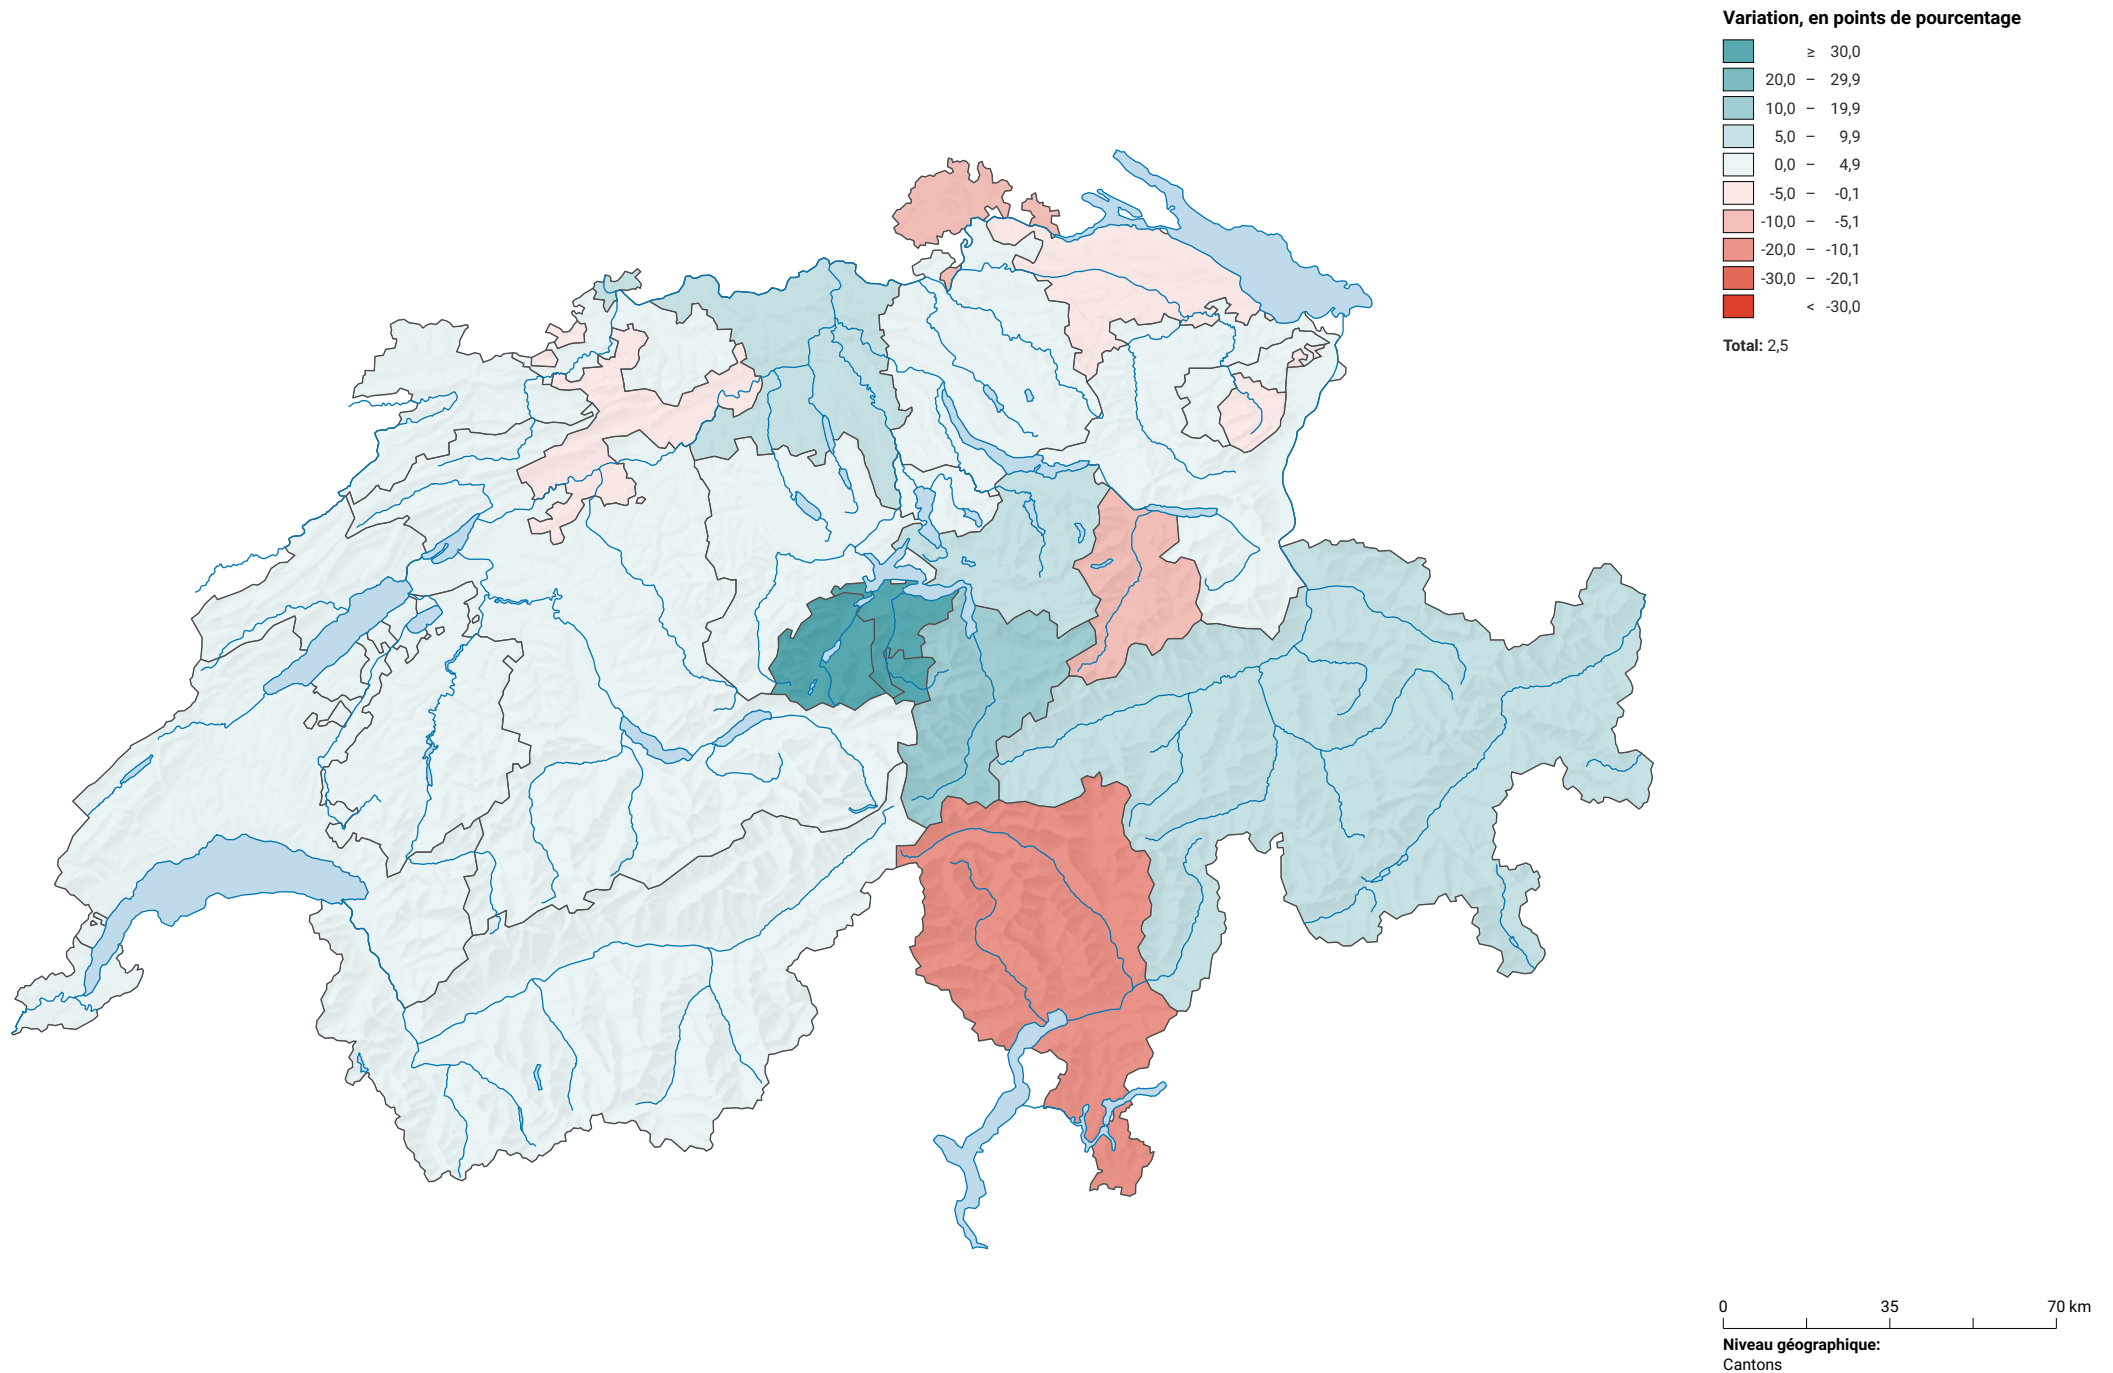 Variation, en points de pourcentage
≥ 30,0
20,0 – 29,9
10,0 – 19,9
5,0 – 9,9
0,0 – 4,9
-5,0 – -0,1
-10,0 – -5,1
-20,0 – -10,1
-30,0 – -20,1
< -30,0
Total: 2,5
0 35 70 km
Niveau géographique:
Cantons